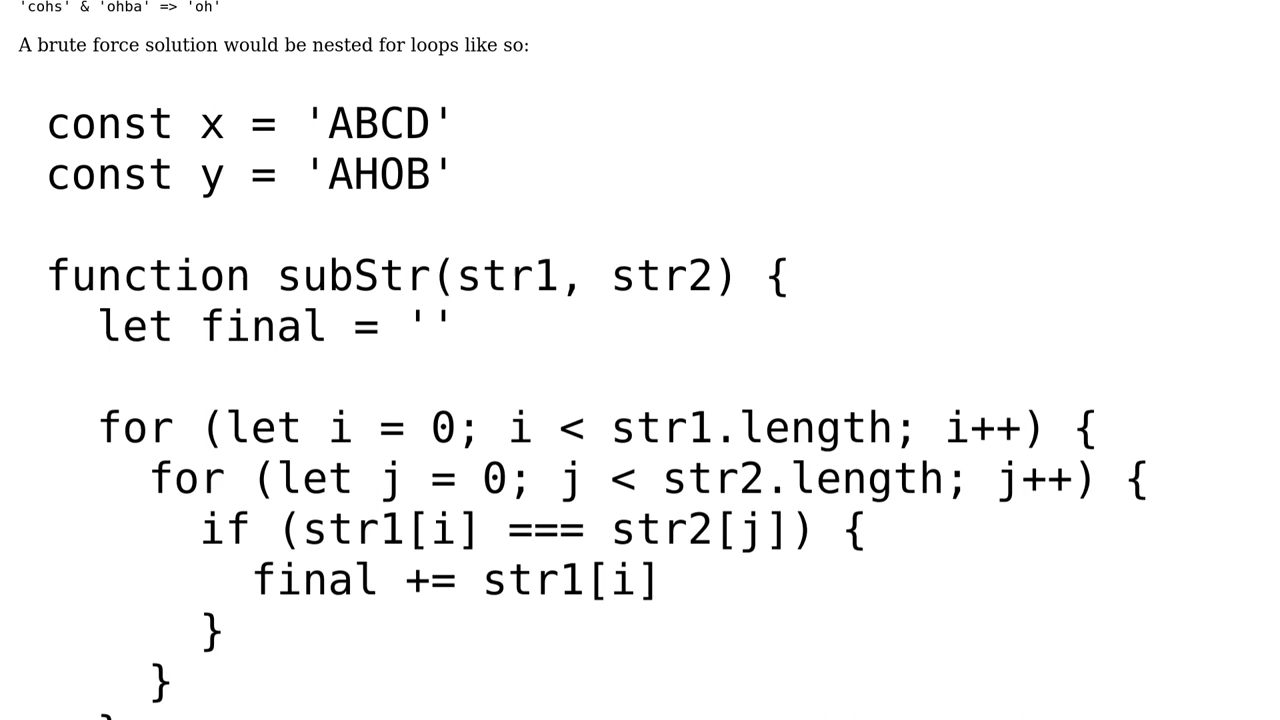 'cohs' & 'ohba' => 'oh'
A brute force solution would be nested for loops like so:
const x = 'ABCD'
const y = 'AHOB'
function subStr(str1, str2) {
let final = ''
for (let i = 0; i < str1.length; i++) {
for (let j = 0; j < str2.length; j++) {
if (str1[i] === str2[j]) {
final += str1[i]
}
}
}